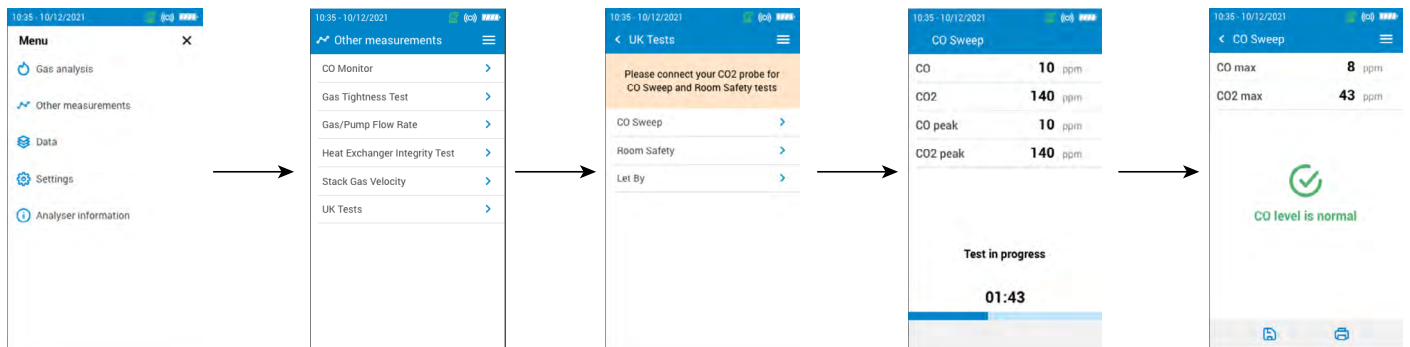 10:35 - 10/12/2021
Menu
Gas analysis
Other measurements
Data
Settings
Analyser information
10:35 - 10/12/2021
Other measurements
CO Monitor
Gas Tightness Test
Gas/Pump Flow Rate
Heat Exchanger Integrity Test
Stack Gas Velocity
UK Tests
10:35 - 10/12/2021
UK Tests
Please connect your CO2 probe for
CO Sweep and Room Safety tests
CO Sweep
Room Safety
Let By
10:35 - 10/12/2021
CO Sweep
CO 10 ppm
CO2 140 ppm
CO peak 10 ppm
CO2 peak 140 ppm
Test in progress
01:43
10:35 - 10/12/2021
CO Sweep
CO max 8 ppm
CO2 max 43 ppm
CO level is normal